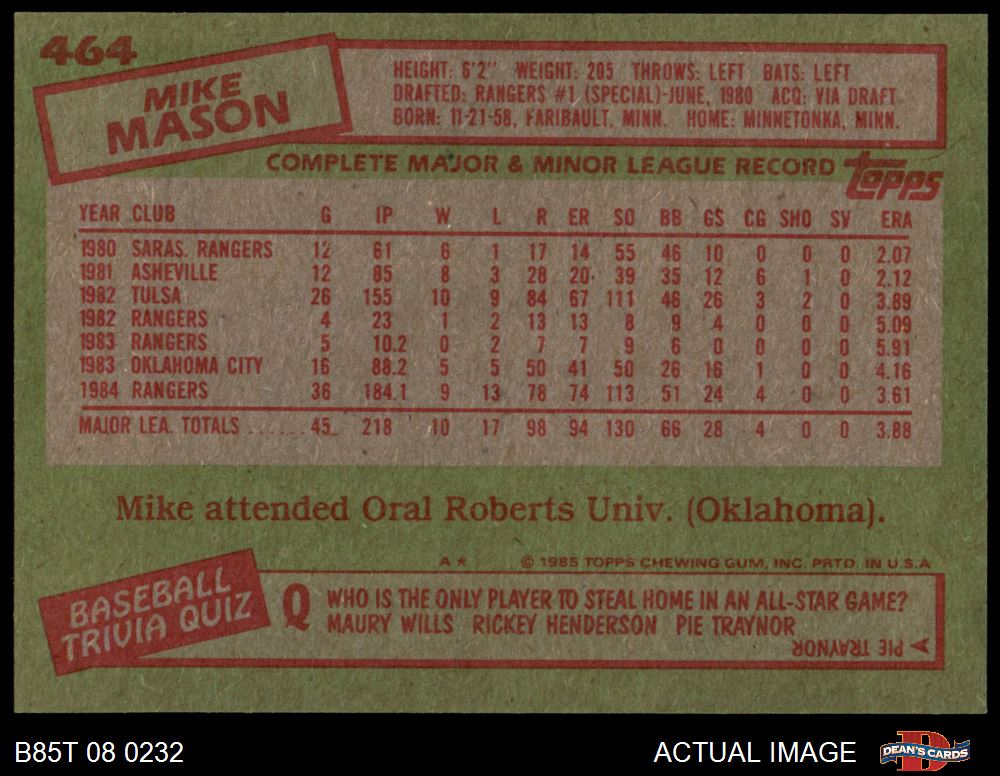 464
MIKE
MASON
HEIGHT: 6'2" WEIGHT: 205 THROWS: LEFT BATS: LEFT
DRAFTED: RANGERS #1 (SPECIAL)-JUNE, 1980 ACQ: VIA DRAFT
BORN: 11-21-58, FARIBAULT, MINN. HOME: MINNETONKA, MINN.
COMPLETE MAJOR & MINOR LEAGUE RECORD
topps
YEAR CLUB G IP W L R ER SO BB GS CG SHO SV ERA
1980 SARAS. RANGERS 12 61 6 1 17 14 55 46 10 0 0 0 2.07
1981 ASHEVILLE 12 85 8 3 28 20 39 35 12 6 1 0 2.12
1982 TULSA 26 155 10 9 84 67 111 46 26 3 2 0 3.89
1982 RANGERS 4 23 1 2 13 13 8 9 4 0 0 0 5.09
1983 RANGERS 5 10.2 0 2 7 7 9 6 0 0 0 0 5.91
1983 OKLAHOMA CITY 16 88.2 5 5 50 41 50 26 16 1 0 0 4.16
1984 RANGERS 36 184.1 9 13 78 74 113 51 24 4 0 0 3.61
MAJOR LEA. TOTALS ...... 45 218 10 17 98 94 130 66 28 4 0 0 3.88
Mike attended Oral Roberts Univ. (Oklahoma).
A* © 1985 TOPPS CHEWING GUM, INC. PRTD. IN U.S.A
BASEBALL
TRIVIA QUIZ
Q WHO IS THE ONLY PLAYER TO STEAL HOME IN AN ALL-STAR GAME?
MAURY WILLS RICKEY HENDERSON PIE TRAYNOR
PIE TRAYNOR
B85T 08 0232
ACTUAL IMAGE
D
DEAN'S CARDS